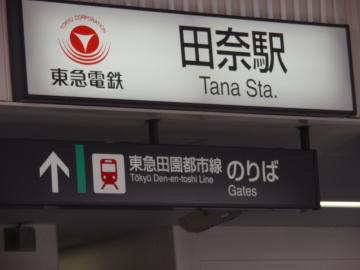 TOKYU CORPORATION
東急電鉄
田奈駅
Tana Sta.
東急田園都市線 のりば
Tōkyū Den-en-toshi Line Gates